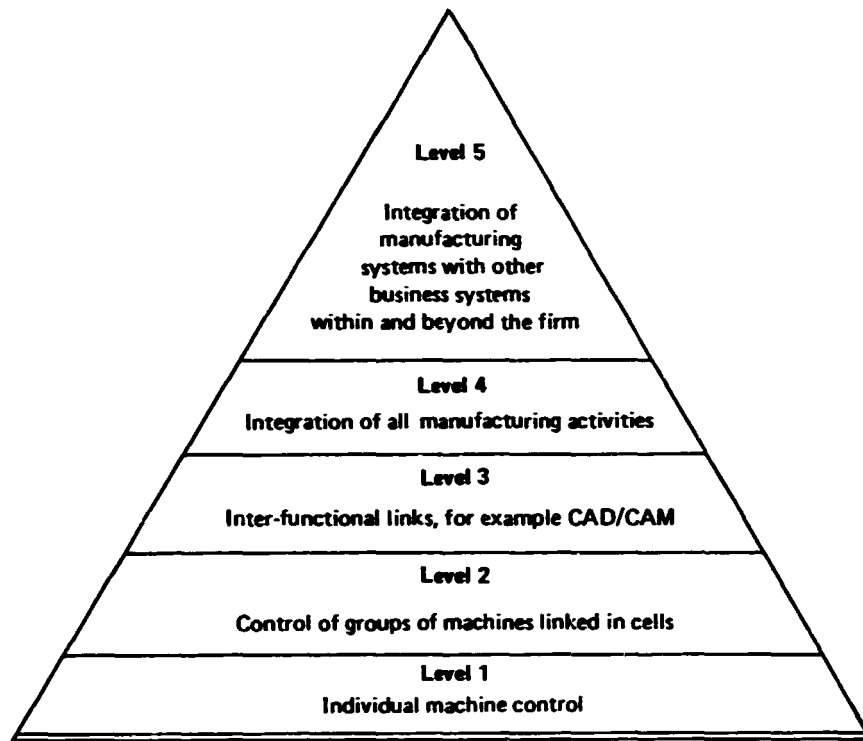 Level 5
Integration of
manufacturing
systems with other
business systems
within and beyond the firm
Level 4
Integration of all manufacturing activities
Level 3
Inter-functional links, for example CAD/CAM
Level 2
Control of groups of machines linked in cells
Level 1
Individual machine control